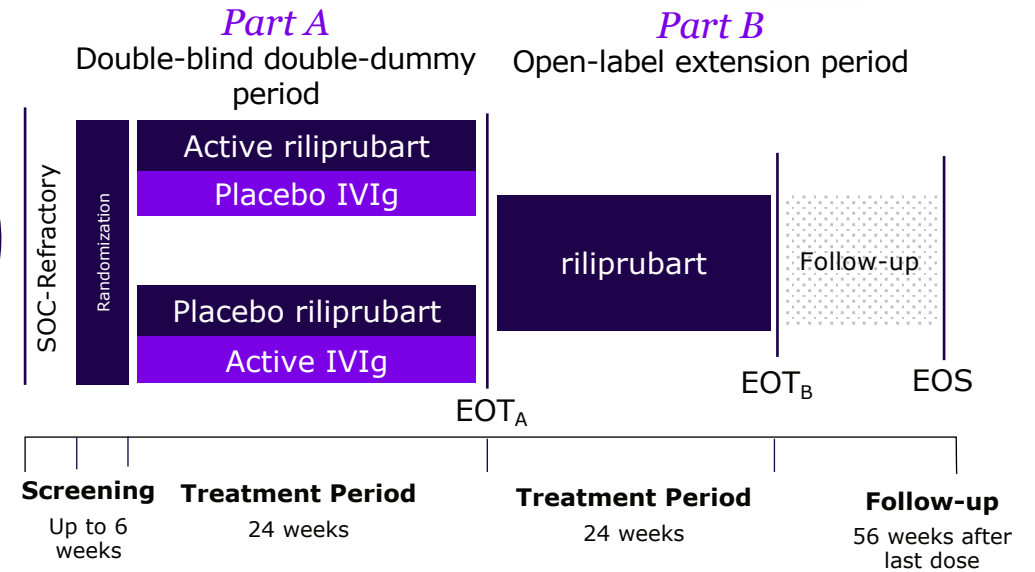 Part A
Double-blind double-dummy
period
Part B
Open-label extension period
SOC-Refractory
Randomization
Active riliprubart
Placebo IVIg
Placebo riliprubart
Active IVIg
riliprubart
Follow-up
EOTA
EOTB
EOS
Screening
Up to 6
weeks
Treatment Period
24 weeks
Treatment Period
24 weeks
Follow-up
56 weeks after
last dose